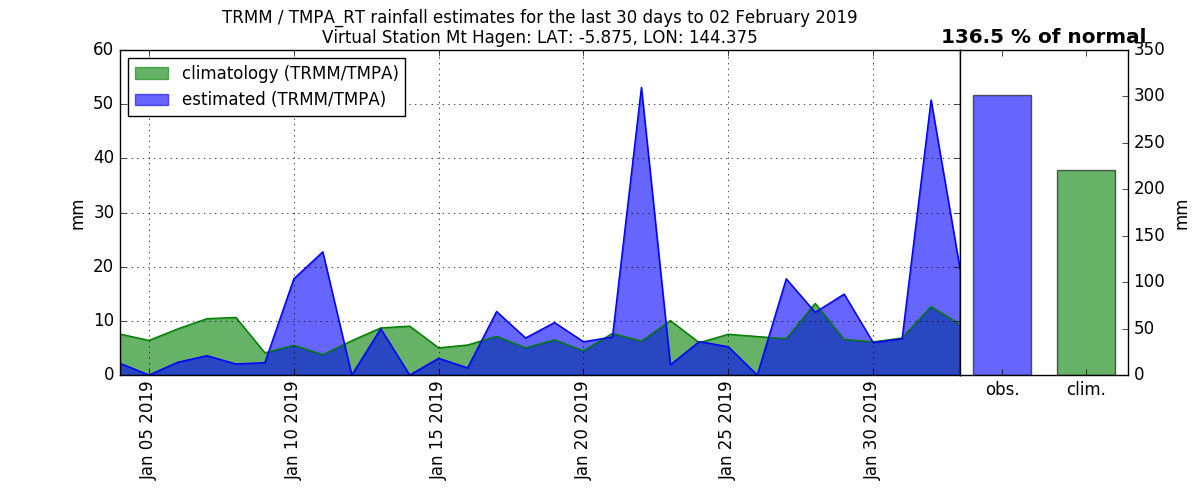 TRMM / TMPA_RT rainfall estimates for the last 30 days to 02 February 2019
Virtual Station Mt Hagen: LAT: -5.875, LON: 144.375
136.5 % of normal
climatology (TRMM/TMPA)
estimated (TRMM/TMPA)
60
50
40
30
20
10
0
mm
Jan 05 2019
Jan 10 2019
Jan 15 2019
Jan 20 2019
Jan 25 2019
Jan 30 2019
obs.
clim.
350
300
250
200
150
100
50
0
mm